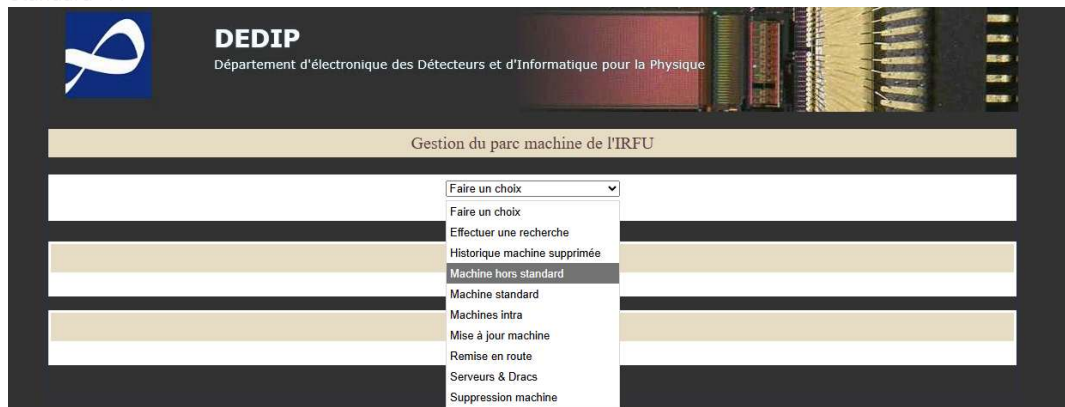 DEDIP
Département d'électronique des Détecteurs et d'Informatique pour la Physique
Gestion du parc machine de l'IRFU
Faire un choix
Faire un choix
Effectuer une recherche
Historique machine supprimée
Machine hors standard
Machine standard
Machines intra
Mise à jour machine
Remise en route
Serveurs & Dracs
Suppression machine